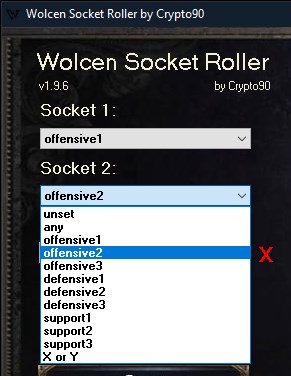 Wolcen Socket Roller by Crypto90
Wolcen Socket Roller
v1.9.6 by Crypto90
Socket 1:
offensive1
Socket 2:
offensive2
unset
any
offensive1
offensive2
offensive3
defensive1
defensive2
defensive3
support1
support2
support3
X or Y
X